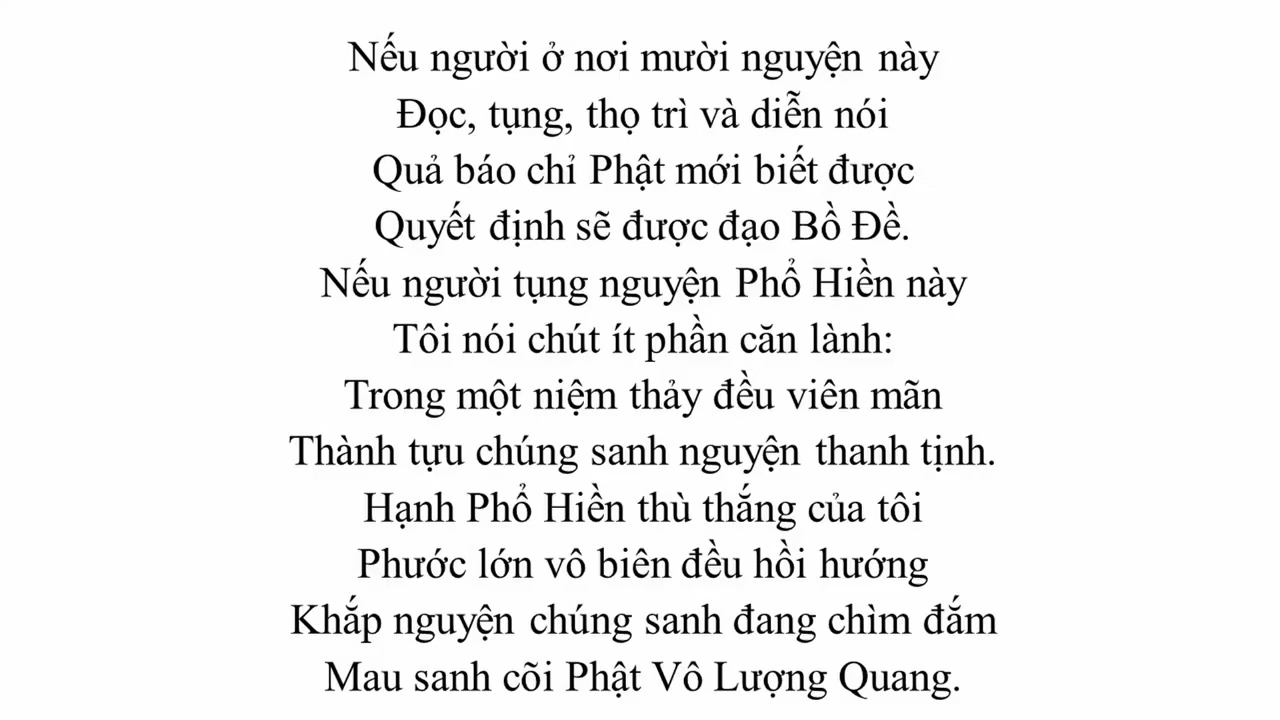 Nếu người ở nơi mười nguyện này
Đọc, tụng, thọ trì và diễn nói
Quả báo chỉ Phật mới biết được
Quyết định sẽ được đạo Bồ Đề.
Nếu người tụng nguyện Phổ Hiền này
Tôi nói chút ít phần căn lành:
Trong một niệm thảy đều viên mãn
Thành tựu chúng sanh nguyện thanh tịnh.
Hạnh Phổ Hiền thù thắng của tôi
Phước lớn vô biên đều hồi hướng
Khắp nguyện chúng sanh đang chìm đắm
Mau sanh cõi Phật Vô Lượng Quang.